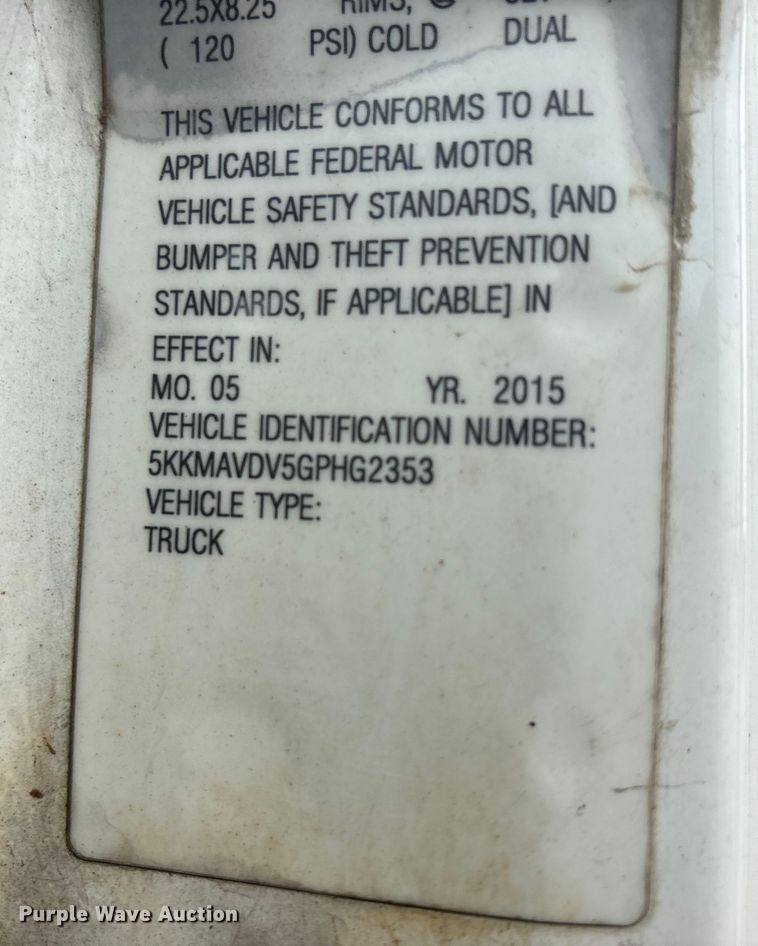 22.5X8.25 RIMS, @
( 120 PSI) COLD DUAL
THIS VEHICLE CONFORMS TO ALL
APPLICABLE FEDERAL MOTOR
VEHICLE SAFETY STANDARDS, [AND
BUMPER AND THEFT PREVENTION
STANDARDS, IF APPLICABLE] IN
EFFECT IN:
MO. 05 YR. 2015
VEHICLE IDENTIFICATION NUMBER:
5KKMAVDV5GPHG2353
VEHICLE TYPE:
TRUCK
Purple Wave Auction